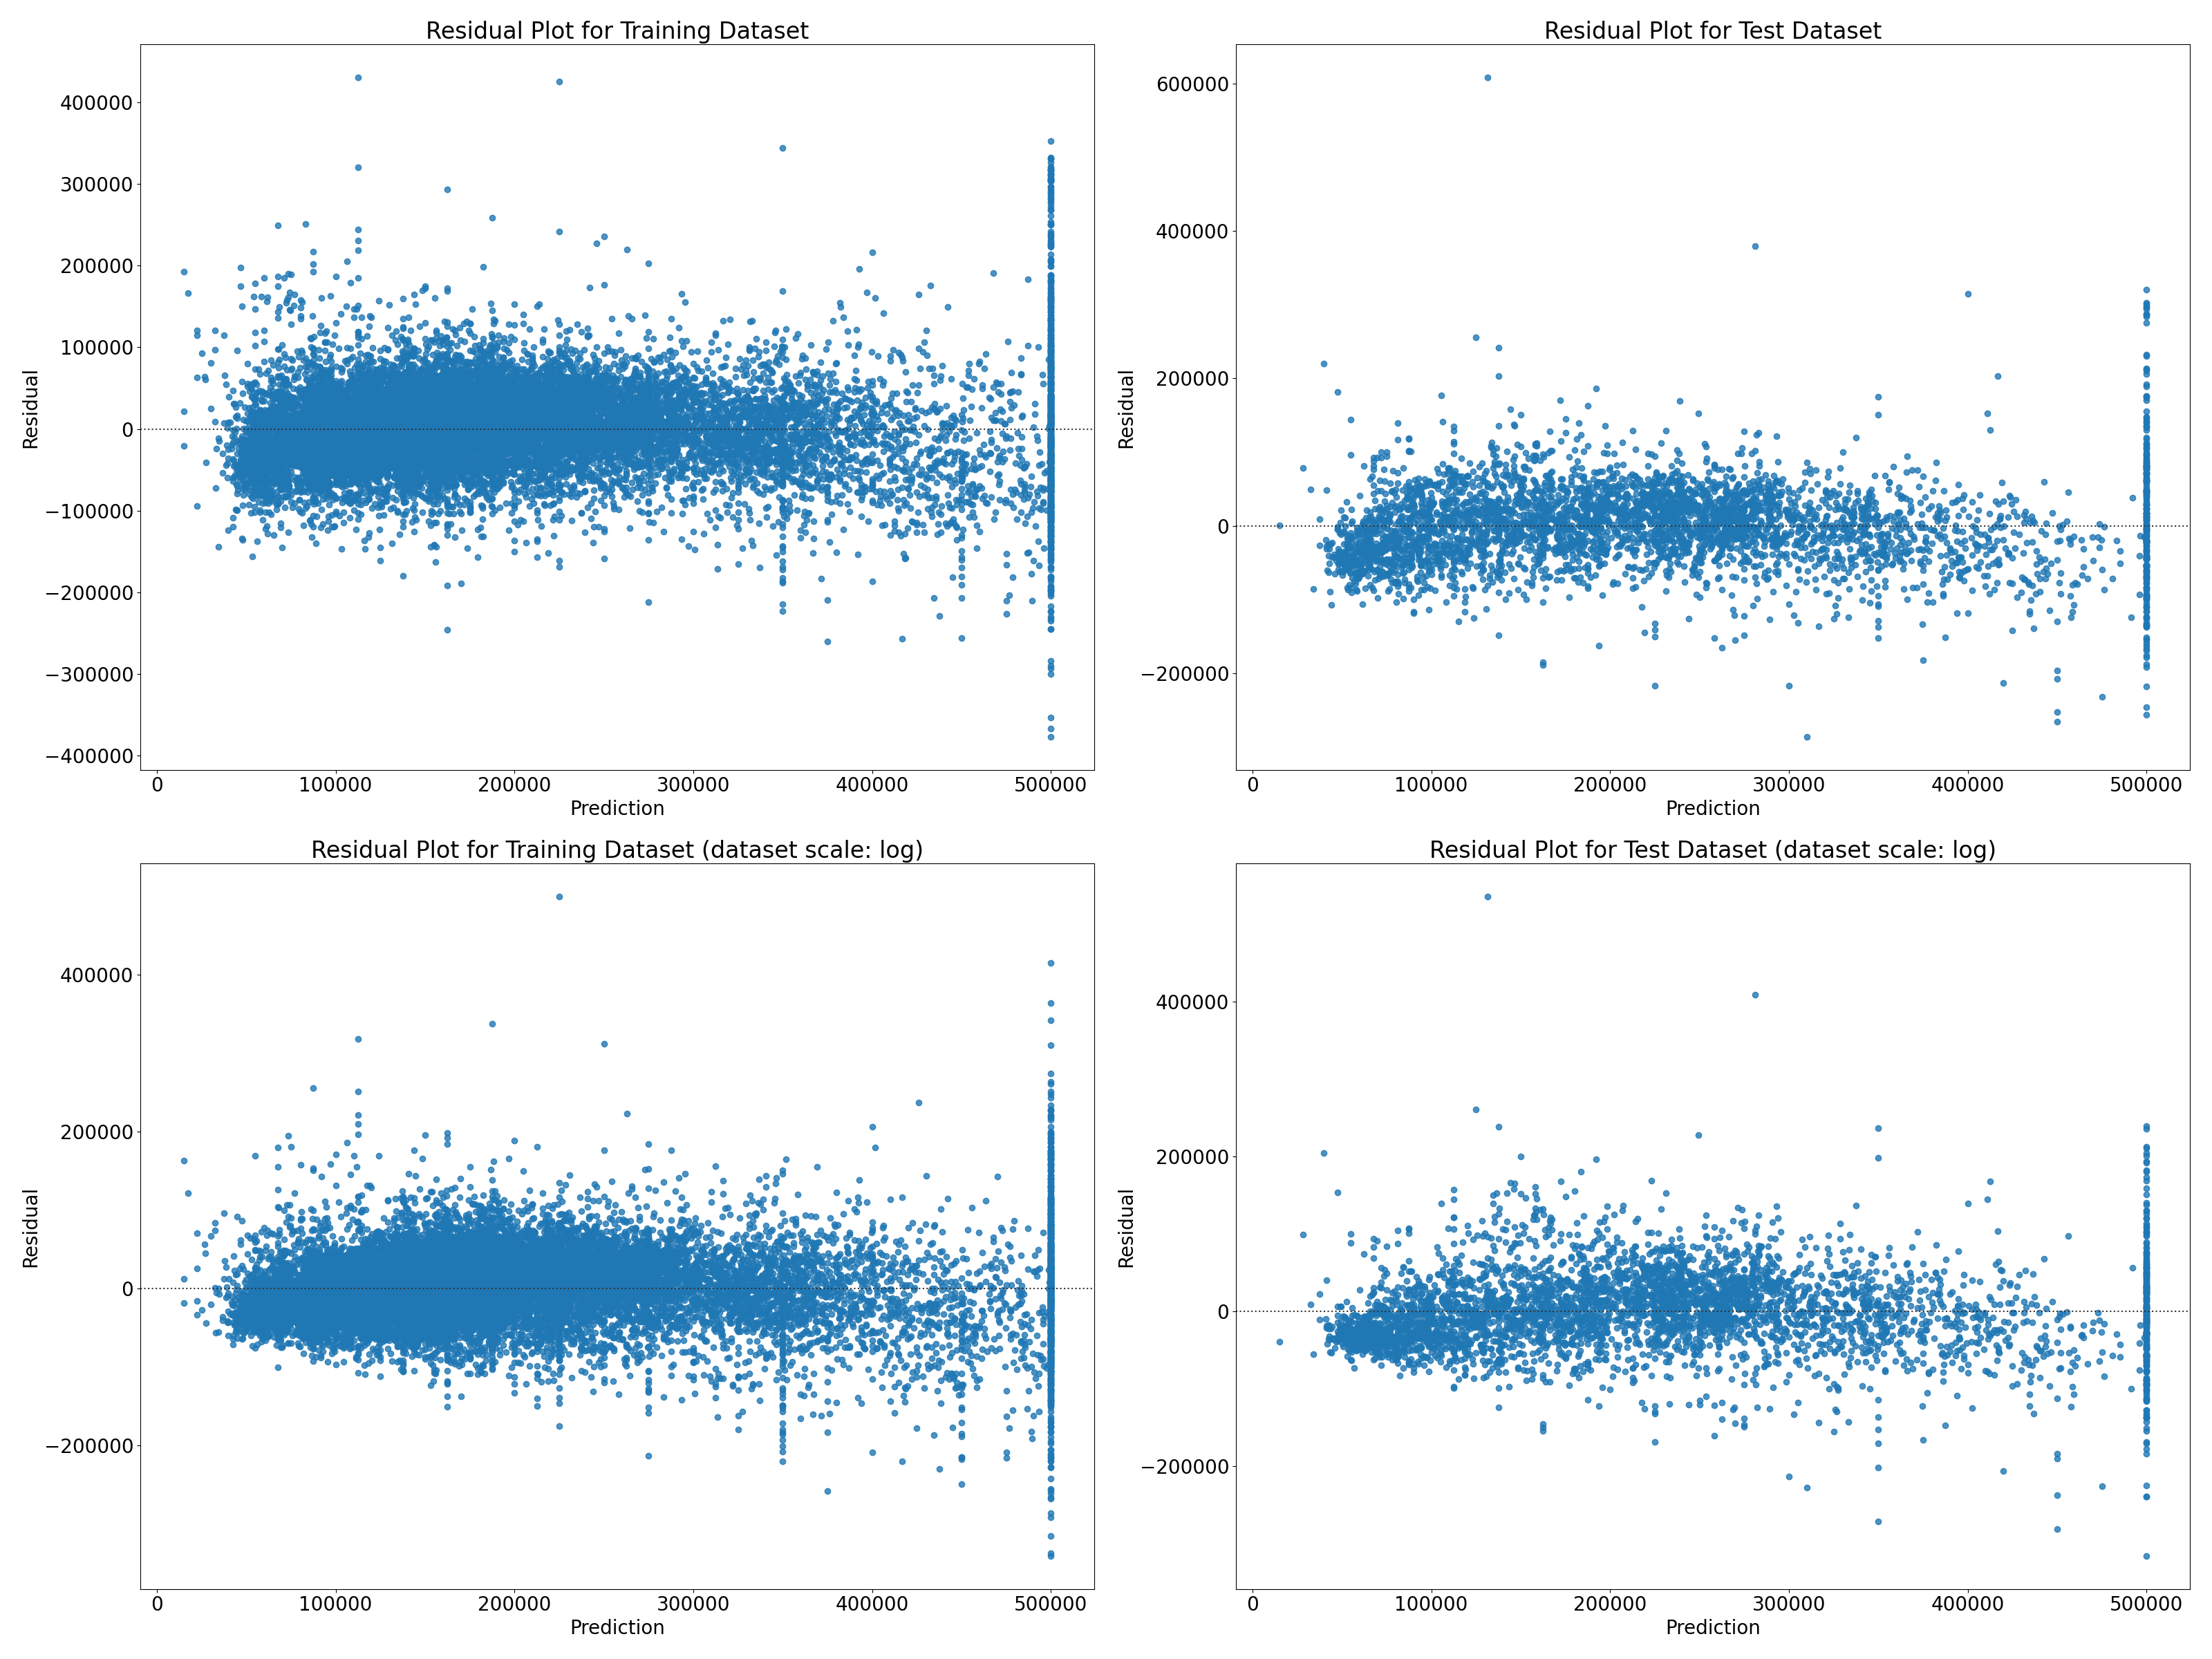 Residual Plot for Training Dataset
Residual
400000
300000
200000
100000
0
−100000
−200000
−300000
−400000
0 100000 200000 300000 400000 500000
Prediction
Residual Plot for Test Dataset
Residual
600000
400000
200000
0
−200000
0 100000 200000 300000 400000 500000
Prediction
Residual Plot for Training Dataset (dataset scale: log)
Residual
400000
200000
0
−200000
0 100000 200000 300000 400000 500000
Prediction
Residual Plot for Test Dataset (dataset scale: log)
Residual
400000
200000
0
−200000
0 100000 200000 300000 400000 500000
Prediction